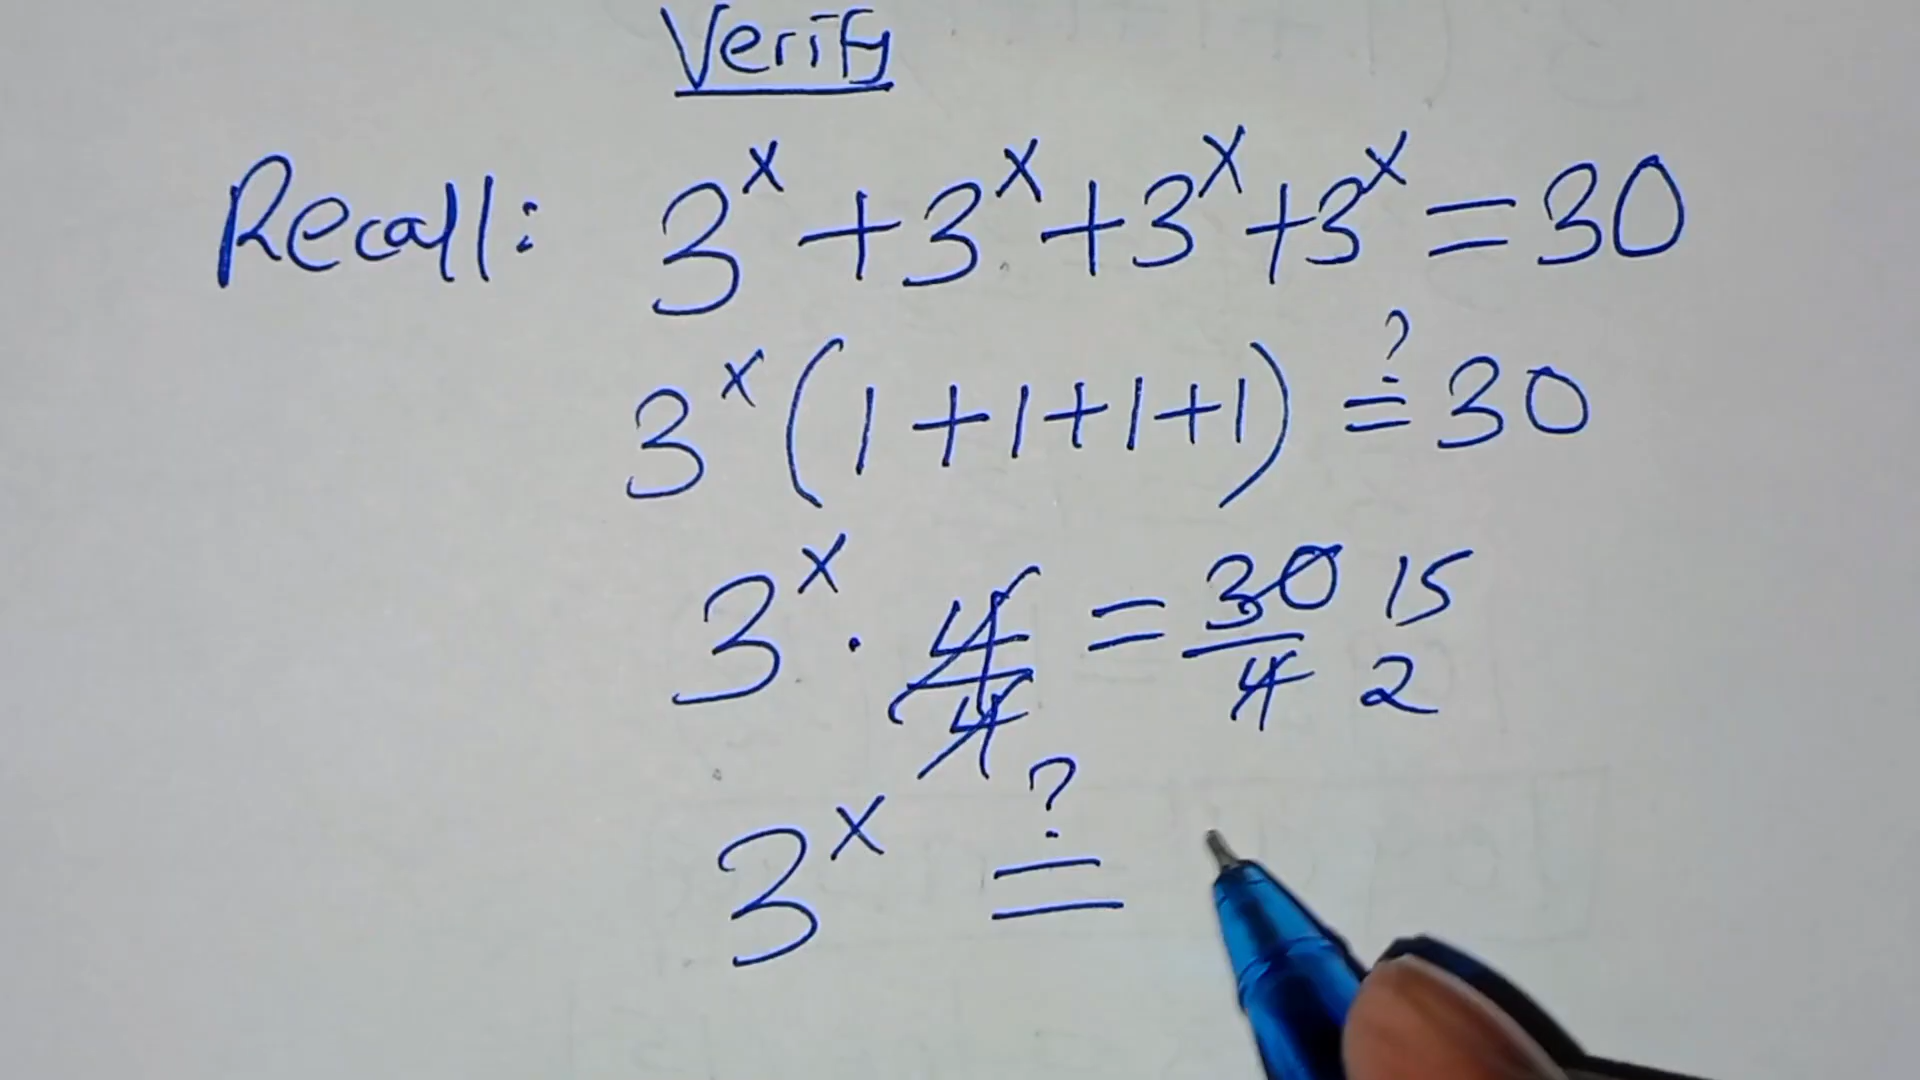 Verify
Recall: 3^x + 3^x + 3^x + 3^x = 30
3^x (1 + 1 + 1 + 1) ≟ 30
3^x · 4/4 = 30/4 15/2
3^x ≟